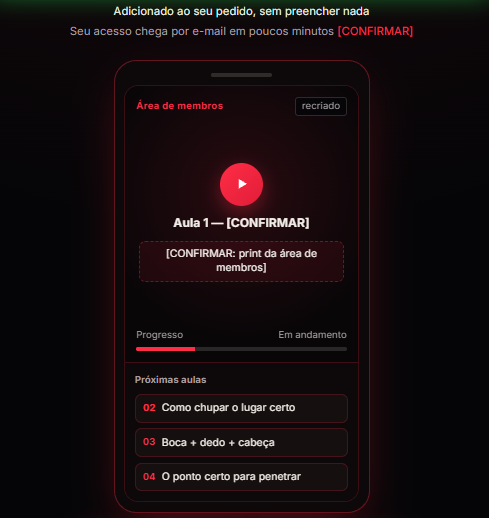 Adicionado ao seu pedido, sem preencher nada
Seu acesso chega por e-mail em poucos minutos [CONFIRMAR]
Área de membros
recriado
Aula 1 — [CONFIRMAR]
[CONFIRMAR: print da área de
membros]
Progresso
Em andamento
Próximas aulas
02 Como chupar o lugar certo
03 Boca + dedo + cabeça
04 O ponto certo para penetrar